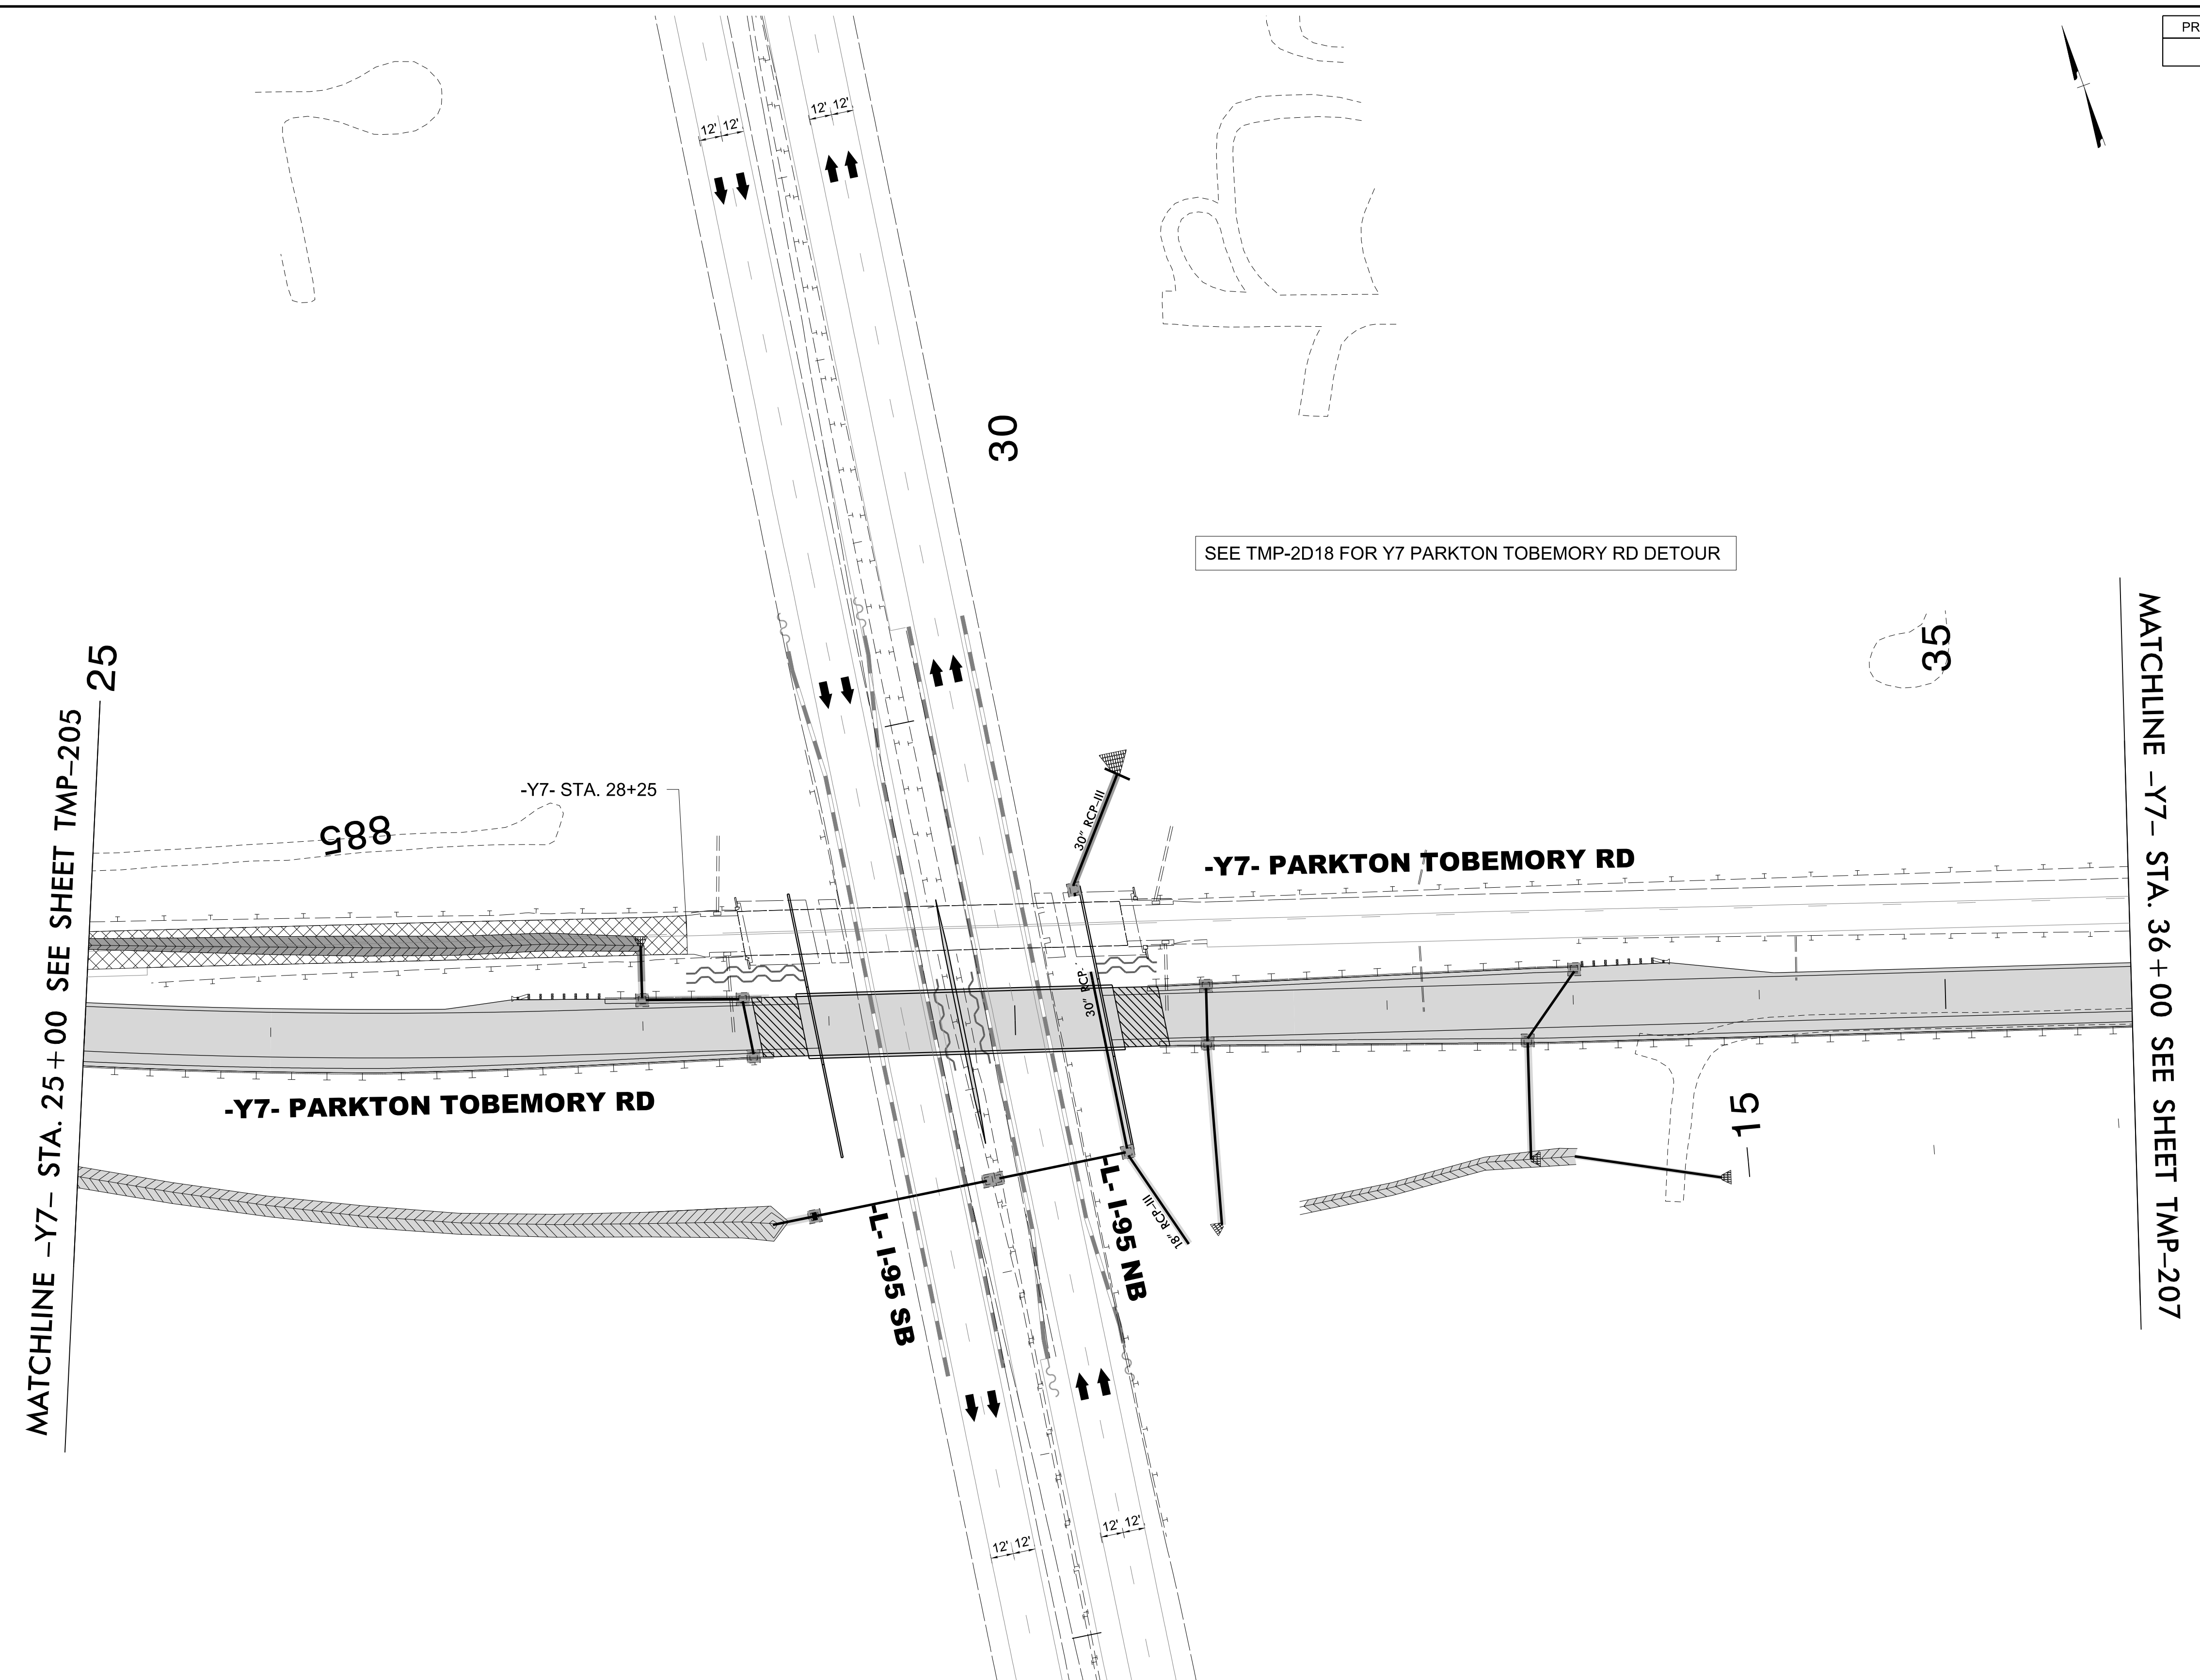 PR
12' 12'
12' 12'
30
SEE TMP-2D18 FOR Y7 PARKTON TOBEMORY RD DETOUR
25
35
MATCHLINE -Y7- STA. 25+00 SEE SHEET TMP-205
MATCHLINE -Y7- STA. 36+00 SEE SHEET TMP-207
-Y7- STA. 28+25
885
30" RCP-III
-Y7- PARKTON TOBEMORY RD
30" RCP-
-Y7- PARKTON TOBEMORY RD
15
18" RCP-III
-L- I-95 SB
-L- I-95 NB
12' 12'
12' 12'